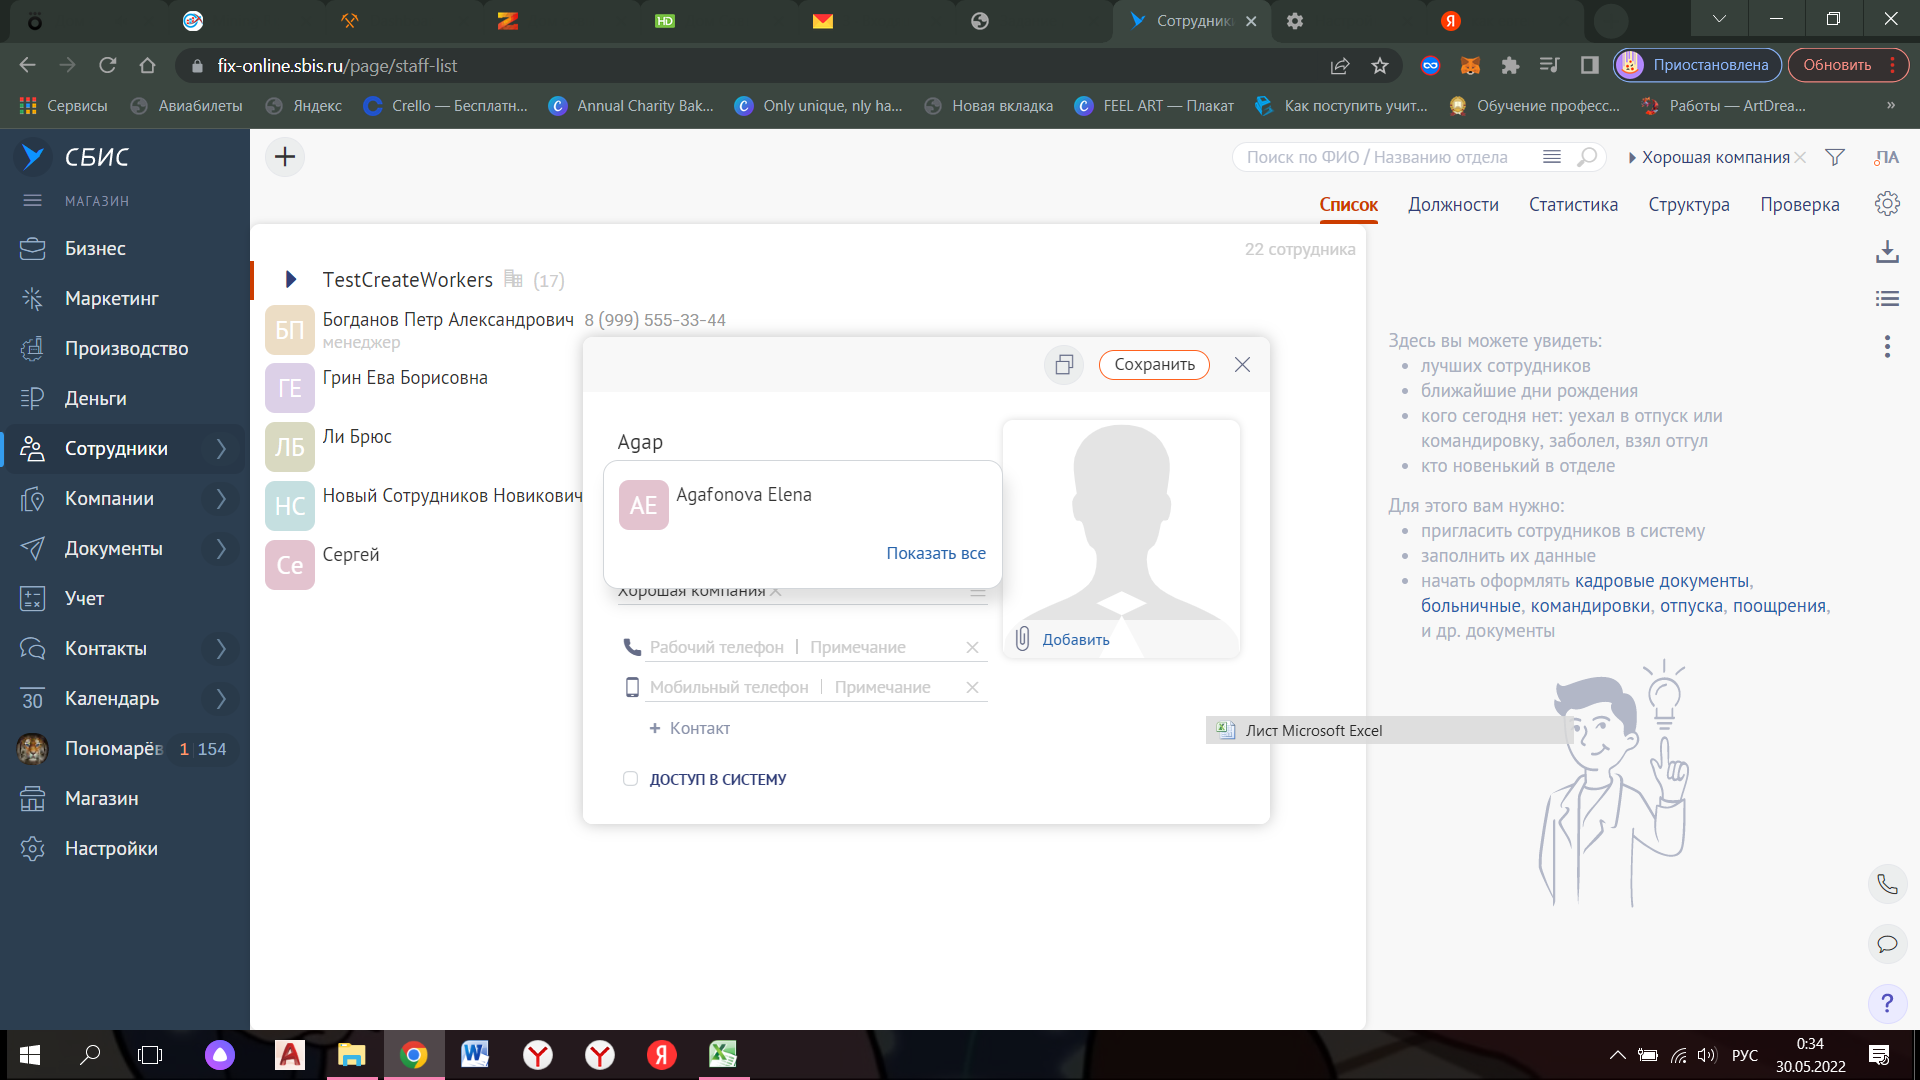 HD
Сотрудники
fix-online.sbis.ru/page/staff-list
Приостановлена
Обновить
Сервисы
Авиабилеты
Яндекс
Crello — Бесплатн...
Annual Charity Bak...
Only unique, nly ha...
Новая вкладка
FEEL ART — Плакат
Как поступить учит...
Обучение професс...
Работы — ArtDrea...
»
СБИС
МАГАЗИН
Бизнес
Маркетинг
Производство
Деньги
Сотрудники
Компании
Документы
Учет
Контакты
30
Календарь
Пономарёв
1 154
Магазин
Настройки
Поиск по ФИО / Названию отдела
Хорошая компания
ПА
Список
Должности
Статистика
Структура
Проверка
22 сотрудника
TestCreateWorkers (17)
БП
Богданов Петр Александрович 8 (999) 555-33-44
менеджер
ГЕ
Грин Ева Борисовна
ЛБ
Ли Брюс
НС
Новый Сотрудников Новикович
Се
Сергей
Сохранить
Agap
AE
Agafonova Elena
Показать все
Хорошая компания
Рабочий телефон
Примечание
Мобильный телефон
Примечание
+ Контакт
ДОСТУП В СИСТЕМУ
Добавить
Лист Microsoft Excel
Здесь вы можете увидеть:
лучших сотрудников
ближайшие дни рождения
кого сегодня нет: уехал в отпуск или
командировку, заболел, взял отгул
кто новенький в отделе
Для этого вам нужно:
пригласить сотрудников в систему
заполнить их данные
начать оформлять кадровые документы,
больничные, командировки, отпуска, поощрения,
и др. документы
?
РУС
0:34
30.05.2022